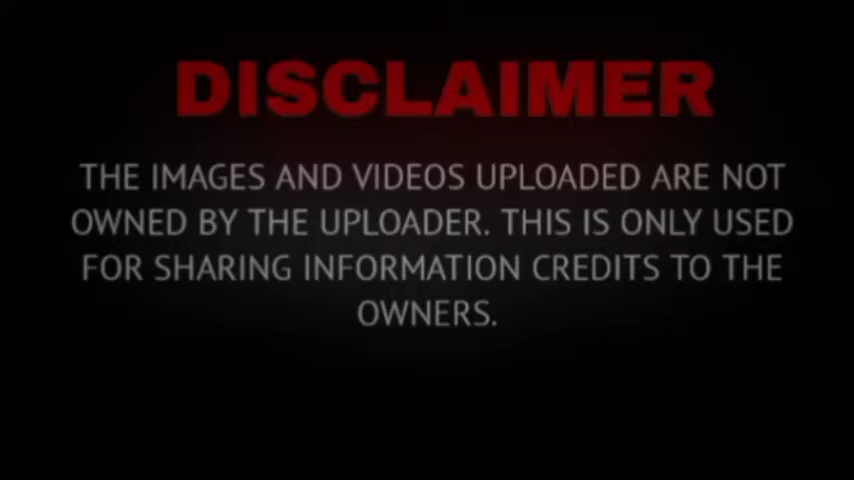 DISCLAIMER
THE IMAGES AND VIDEOS UPLOADED ARE NOT
OWNED BY THE UPLOADER. THIS IS ONLY USED
FOR SHARING INFORMATION CREDITS TO THE
OWNERS.